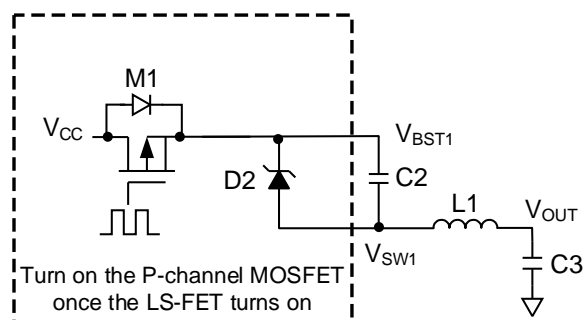 M1
V_CC
V_BST1
D2
C2
L1
V_OUT
V_SW1
C3
Turn on the P-channel MOSFET
once the LS-FET turns on